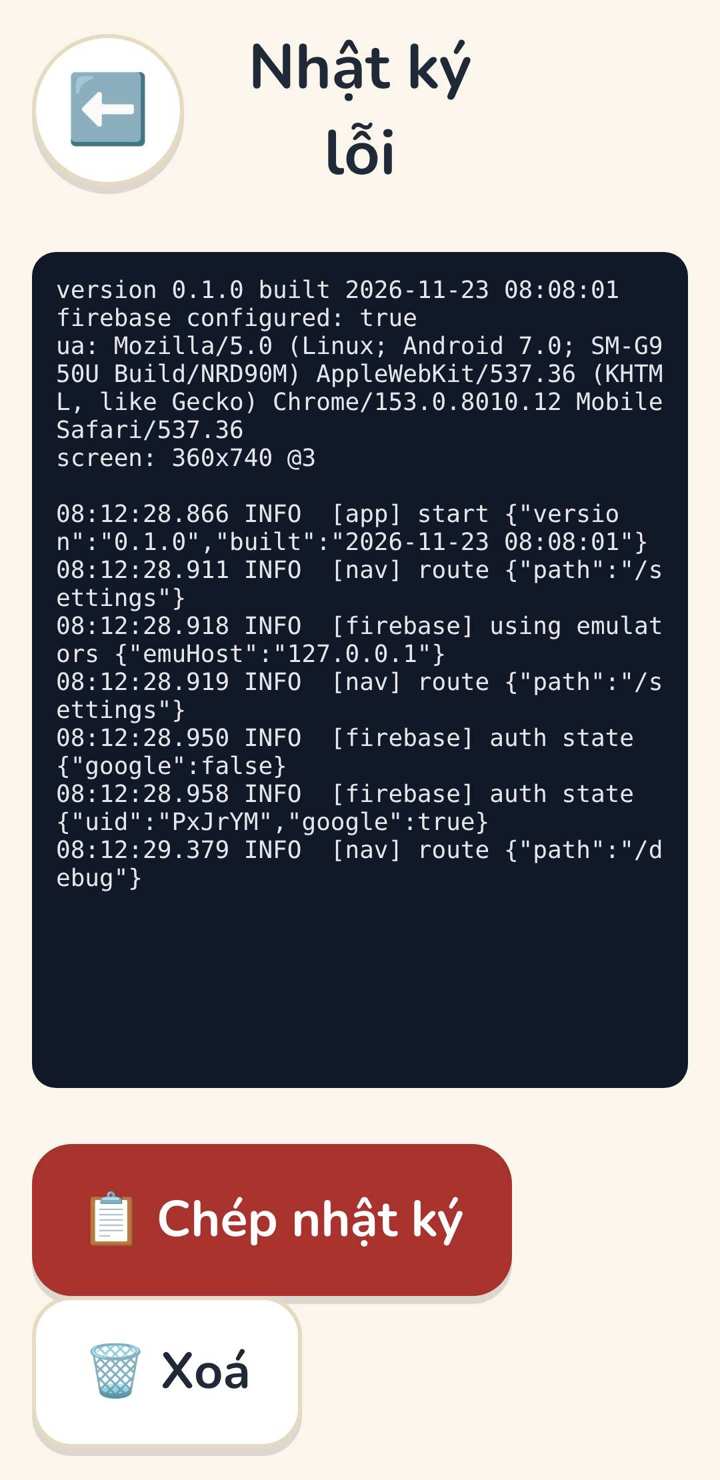 Nhật ký
lỗi
version 0.1.0 built 2026-11-23 08:08:01
firebase configured: true
ua: Mozilla/5.0 (Linux; Android 7.0; SM-G9
50U Build/NRD90M) AppleWebKit/537.36 (KHTM
L, like Gecko) Chrome/153.0.8010.12 Mobile
Safari/537.36
screen: 360x740 @3

08:12:28.866 INFO  [app] start {"versio
n":"0.1.0","built":"2026-11-23 08:08:01"}
08:12:28.911 INFO  [nav] route {"path":"/s
ettings"}
08:12:28.918 INFO  [firebase] using emulat
ors {"emuHost":"127.0.0.1"}
08:12:28.919 INFO  [nav] route {"path":"/s
ettings"}
08:12:28.950 INFO  [firebase] auth state
{"google":false}
08:12:28.958 INFO  [firebase] auth state
{"uid":"PxJrYM","google":true}
08:12:29.379 INFO  [nav] route {"path":"/d
ebug"}
Chép nhật ký
Xoá